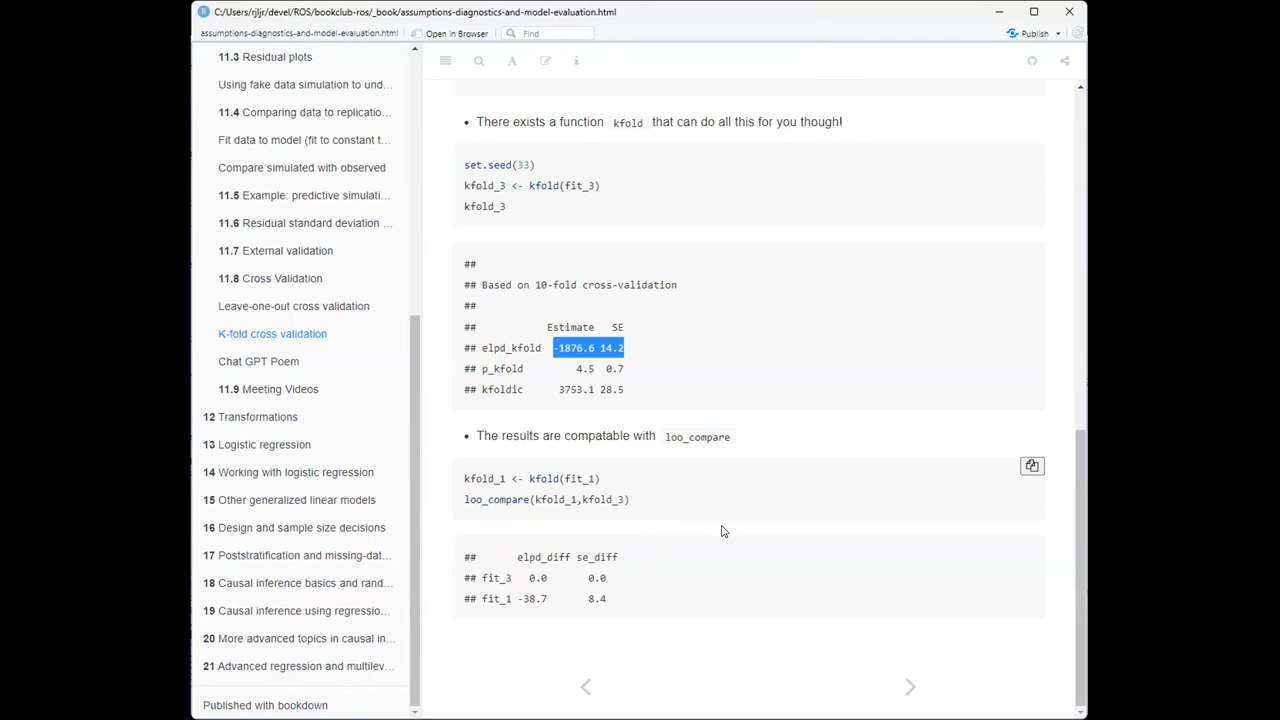 C:/Users/rjljr/devel/ROS/bookclub-ros/_book/assumptions-diagnostics-and-model-evaluation.html
assumptions-diagnostics-and-model-evaluation.html
Open in Browser
Find
Publish
11.3 Residual plots
Using fake data simulation to und...
11.4 Comparing data to replicatio...
Fit data to model (fit to constant t...
Compare simulated with observed
11.5 Example: predictive simulati...
11.6 Residual standard deviation ...
11.7 External validation
11.8 Cross Validation
Leave-one-out cross validation
K-fold cross validation
Chat GPT Poem
11.9 Meeting Videos
12 Transformations
13 Logistic regression
14 Working with logistic regression
15 Other generalized linear models
16 Design and sample size decisions
17 Poststratification and missing-dat...
18 Causal inference basics and rand...
19 Causal inference using regressio...
20 More advanced topics in causal in...
21 Advanced regression and multilev...
Published with bookdown
• There exists a function kfold that can do all this for you though!
set.seed(33)
kfold_3 <- kfold(fit_3)
kfold_3
##
## Based on 10-fold cross-validation
##
## Estimate SE
## elpd_kfold -1876.6 14.2
## p_kfold 4.5 0.7
## kfoldic 3753.1 28.5
• The results are compatable with loo_compare
kfold_1 <- kfold(fit_1)
loo_compare(kfold_1,kfold_3)
## elpd_diff se_diff
## fit_3 0.0 0.0
## fit_1 -38.7 8.4